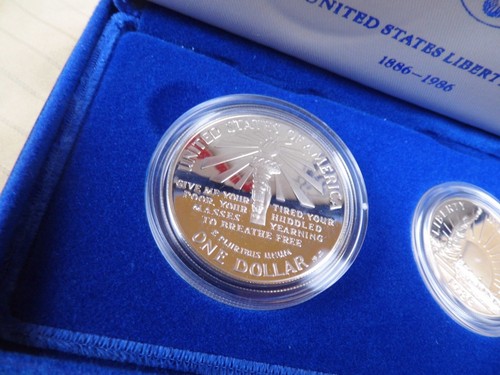 UNITED STATES LIBERT
1886-1986
UNITED STATES OF AMERICA
GIVE ME YOUR TIRED, YOUR
POOR, YOUR HUDDLED
MASSES YEARNING
TO BREATHE FREE
E PLURIBUS UNUM
ONE DOLLAR
LIBERTY